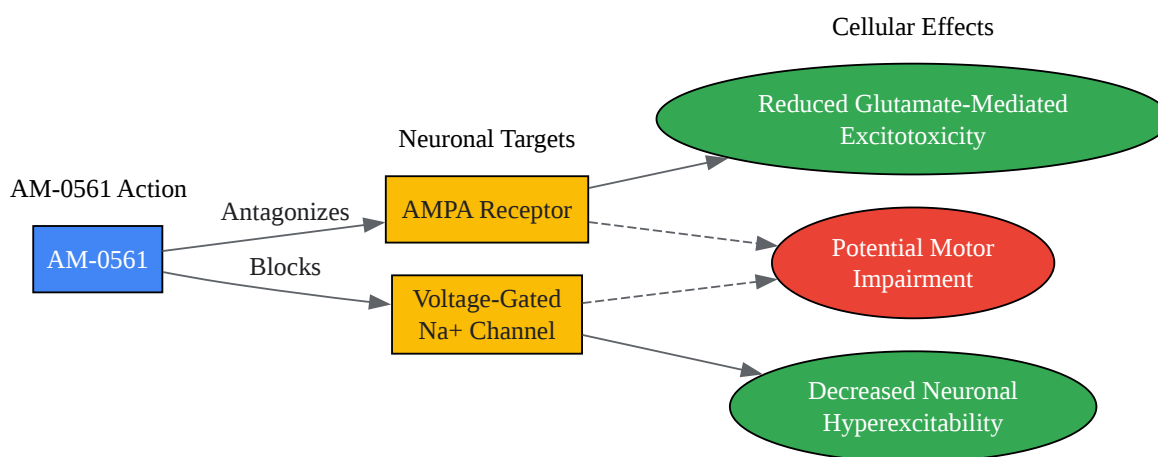 AM-0561 Action
AM-0561
Antagonizes
Blocks
Neuronal Targets
AMPA Receptor
Voltage-Gated
Na+ Channel
Cellular Effects
Reduced Glutamate-Mediated
Excitotoxicity
Potential Motor
Impairment
Decreased Neuronal
Hyperexcitability